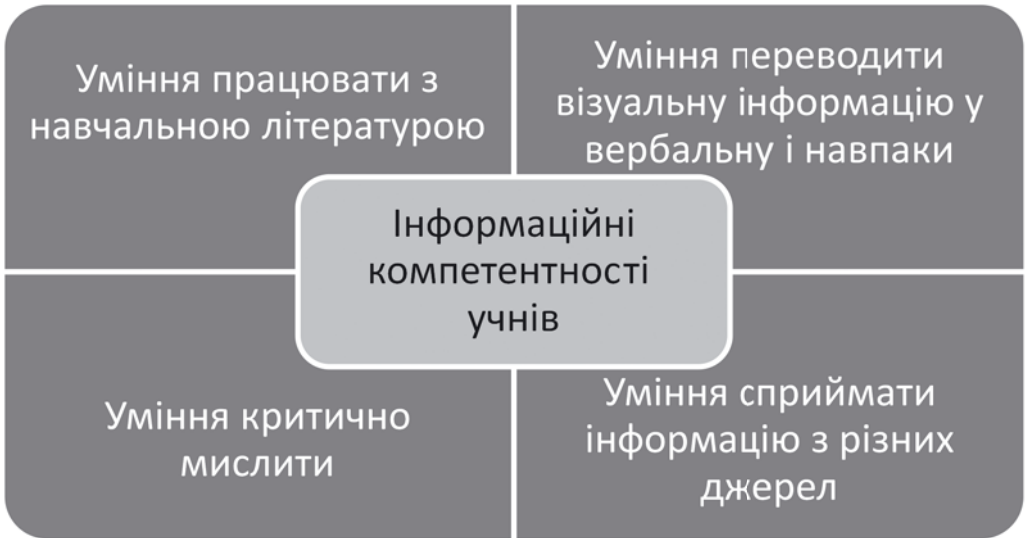 Уміння працювати з
навчальною літературою
Уміння переводити
візуальну інформацію у
вербальну і навпаки
Інформаційні
компетентності
учнів
Уміння критично
мислити
Уміння сприймати
інформацію з різних
джерел